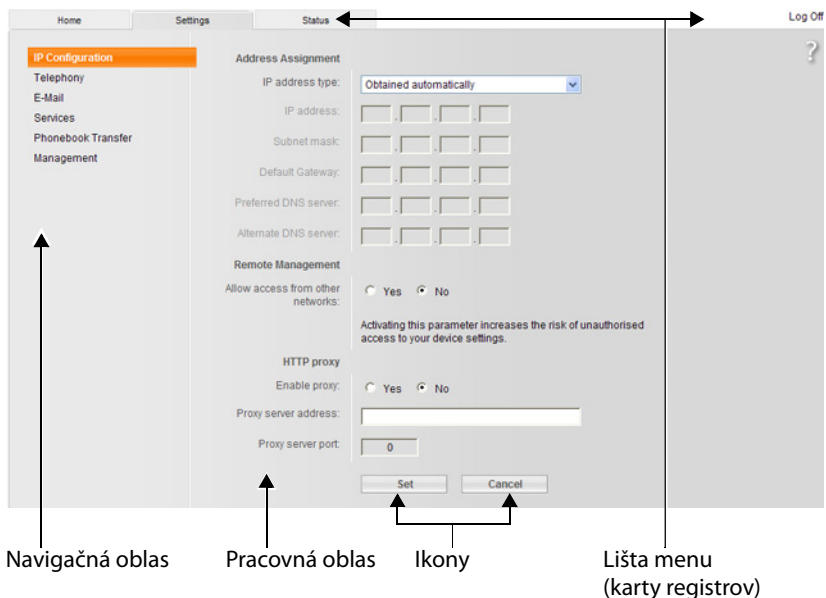 Home Settings Status Log Off
?
IP Configuration
Telephony
E-Mail
Services
Phonebook Transfer
Management
Address Assignment
IP address type: Obtained automatically
IP address: . . .
Subnet mask: . . .
Default Gateway: . . .
Preferred DNS server: . . .
Alternate DNS server: . . .
Remote Management
Allow access from other
networks: Yes No
Activating this parameter increases the risk of unauthorised
access to your device settings.
HTTP proxy
Enable proxy: Yes No
Proxy server address:
Proxy server port: 0
Set Cancel
Navigačná oblas Pracovná oblas Ikony Lišta menu
(karty registrov)